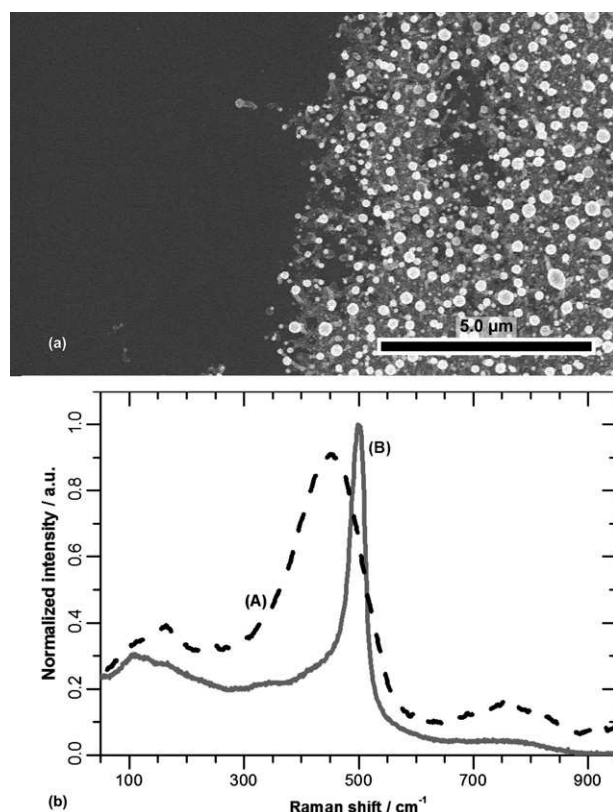 5.0 µm
(a)
Normalized intensity / a.u.
1.0
0.8
0.6
0.4
0.2
0.0
(A)
(B)
100 300 500 700 900
(b)
Raman shift / cm⁻¹